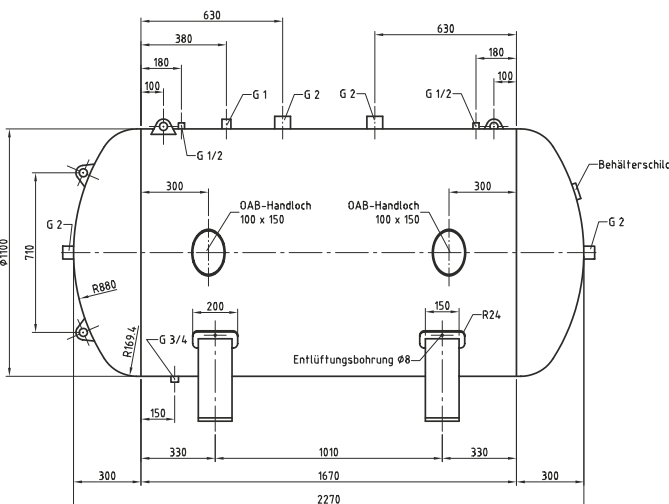 630
630
380
180
180
100
100
G 1
G 2
G 2
G 1/2
G 1/2
Behälterschild
300
300
OAB-Handloch
100 x 150
OAB-Handloch
100 x 150
G 2
G 2
Ø1100
710
R880
200
150
R24
R169.4
G 3/4
Entlüftungsbohrung Ø8
150
330
1010
330
300
1670
300
2270